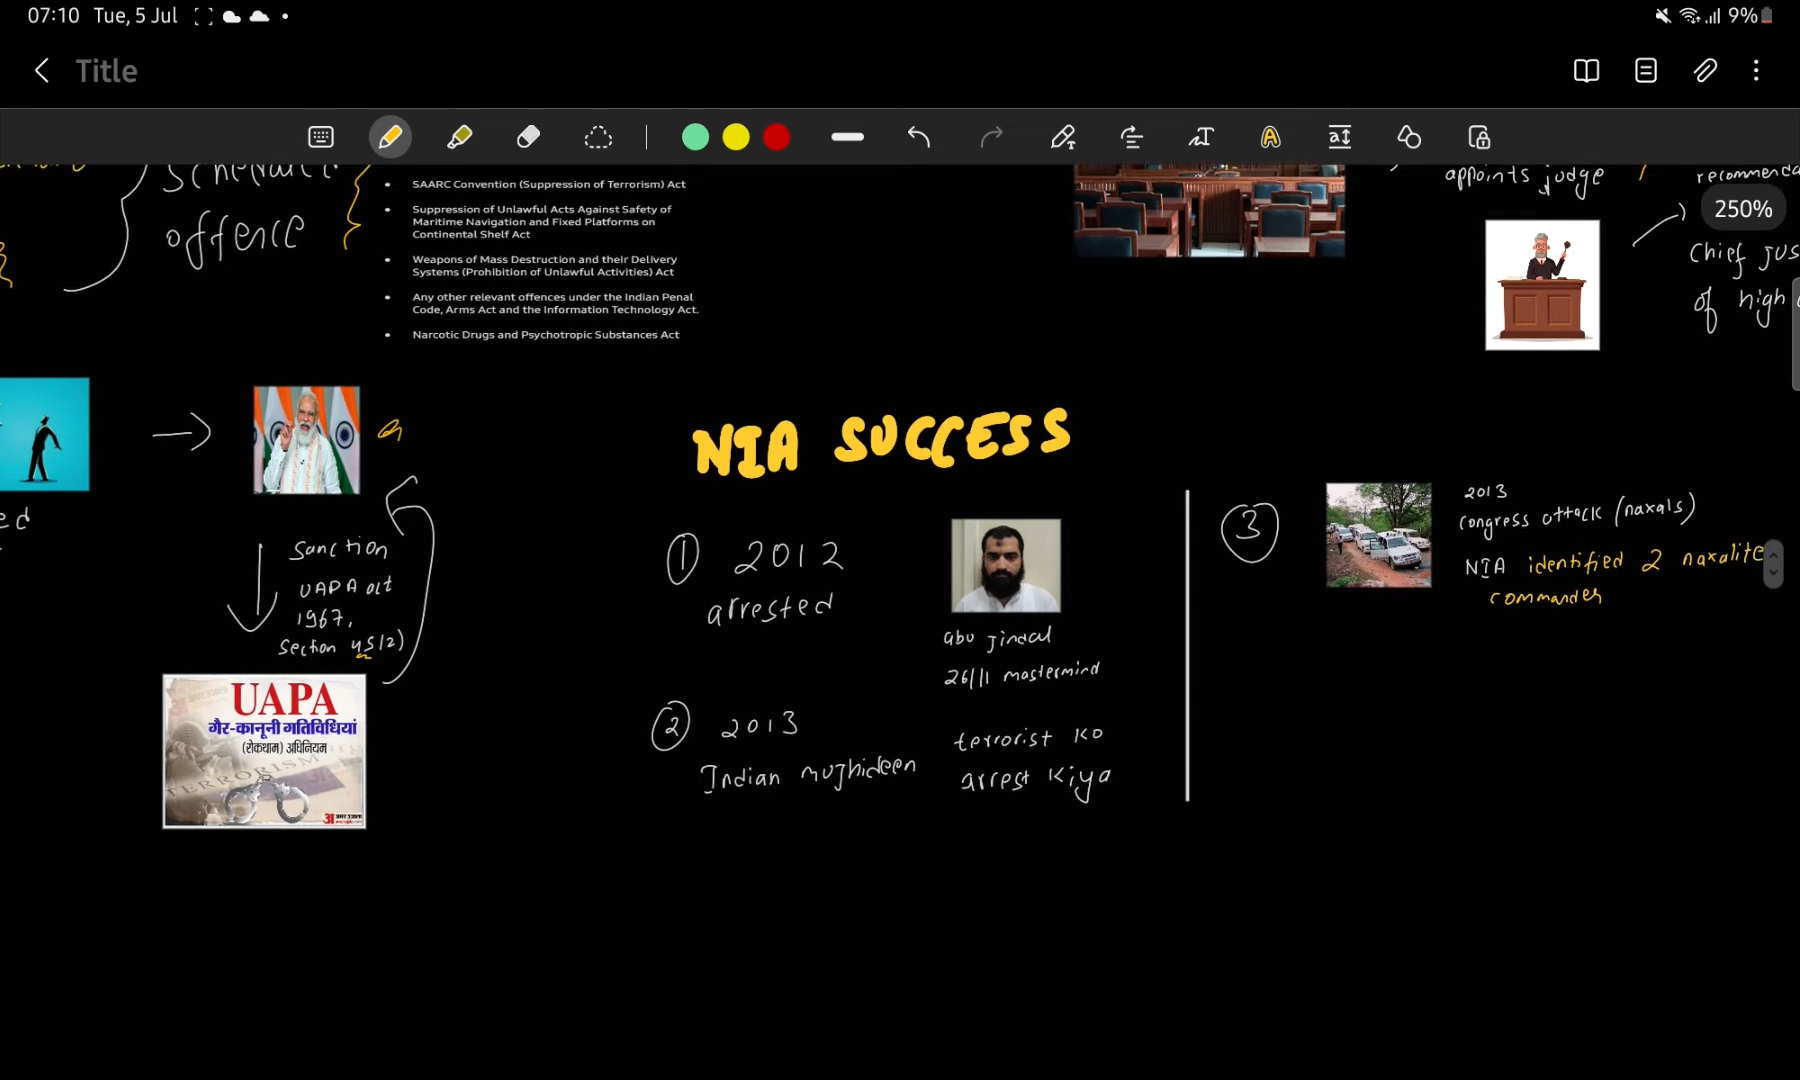 07:10 Tue, 5 Jul
9%
Title
offence
SAARC Convention (Suppression of Terrorism) Act
Suppression of Unlawful Acts Against Safety of
Maritime Navigation and Fixed Platforms on
Continental Shelf Act
Weapons of Mass Destruction and their Delivery
Systems (Prohibition of Unlawful Activities) Act
Any other relevant offences under the Indian Penal
Code, Arms Act and the Information Technology Act.
Narcotic Drugs and Psychotropic Substances Act
appoints judge
recommenda
250%
Chief jus
of high
ed
Sanction
UAPA act
1967,
Section 45(2)
UAPA
गैर-कानूनी गतिविधियां
(रोकथाम) अधिनियम
TERRORISM
NIA SUCCESS
1 2012
arrested
abu jindal
26/11 mastermind
2 2013
Indian mujhideen
terrorist ko
arrest kiya
3
2013
Congress attack (naxals)
NIA identified 2 naxalite
commander